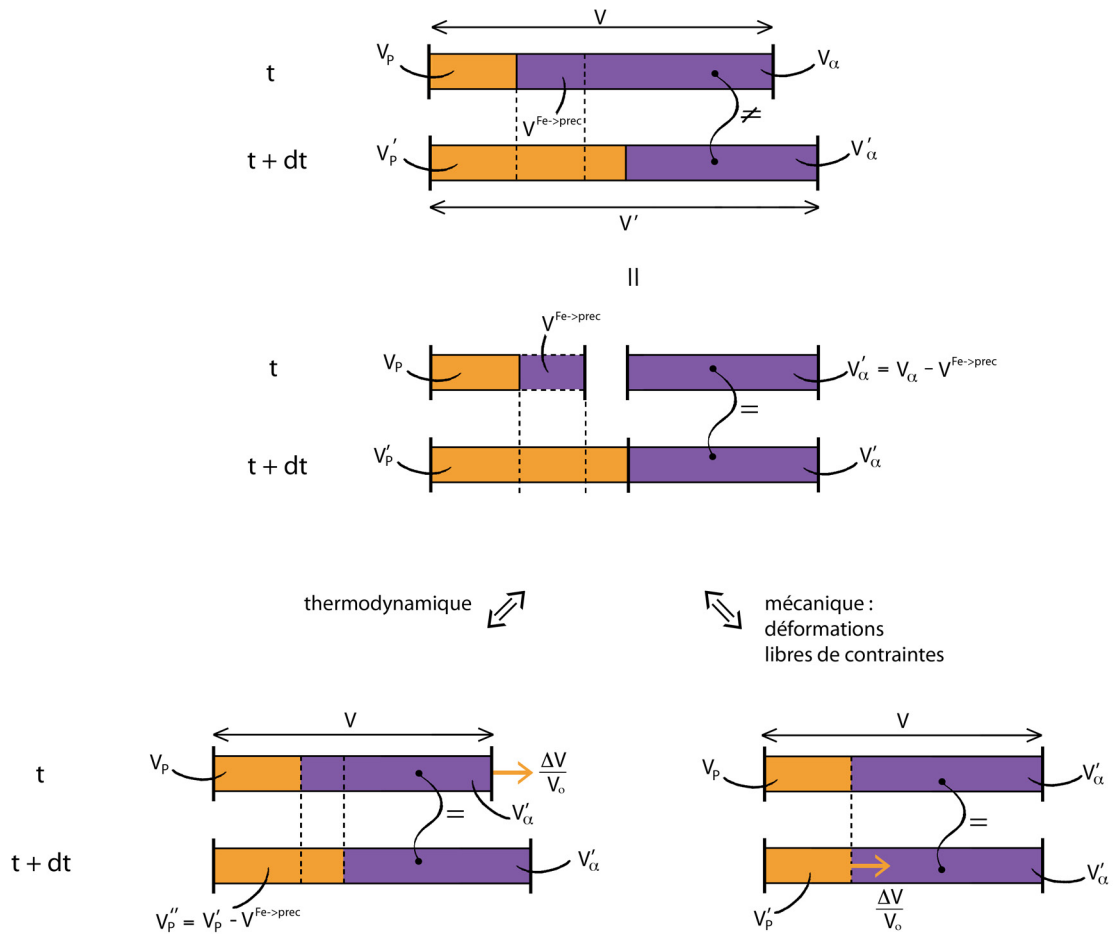 V
t
V_P
V_α
V^Fe->prec
≠
t + dt
V'_P
V'_α
V'
=
t
V_P
V^Fe->prec
V'_α = V_α - V^Fe->prec
=
t + dt
V'_P
V'_α
thermodynamique
mécanique :
déformations
libres de contraintes
V
t
V_P
ΔV/V_o
V'_α
=
t + dt
V'_α
V''_P = V'_P - V^Fe->prec
V
V_P
V'_α
=
V'_P
ΔV/V_o
V'_α